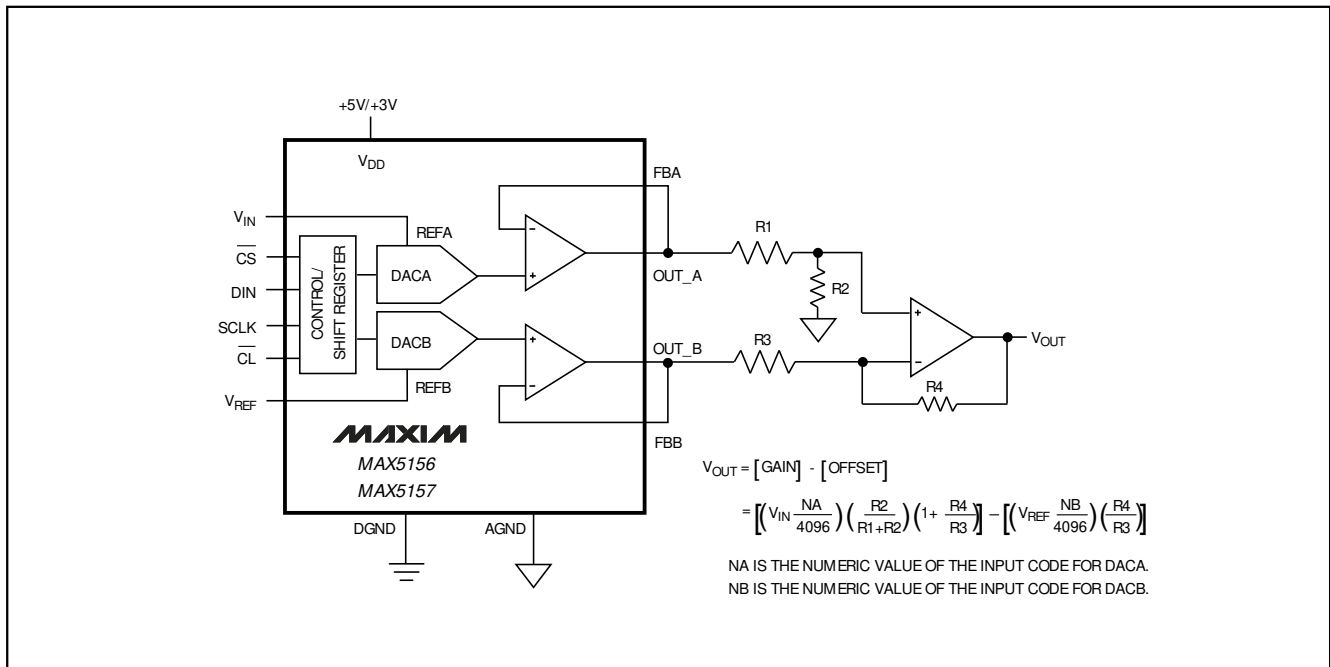 +5V/+3V
VDD
FBA
VIN
REFA
R1
CS
DIN
SCLK
CL
CONTROL/
SHIFT REGISTER
DACA
OUT_A
R2
DACB
OUT_B
R3
VOUT
REFB
R4
VREF
FBB
MAXIM
MAX5156
MAX5157
DGND
AGND
+
-
+
-
+
-
VOUT = [GAIN] - [OFFSET]
= [(VIN NA/4096)(R2/R1+R2)(1+ R4/R3)] − [(VREF NB/4096)(R4/R3)]
NA IS THE NUMERIC VALUE OF THE INPUT CODE FOR DACA.
NB IS THE NUMERIC VALUE OF THE INPUT CODE FOR DACB.